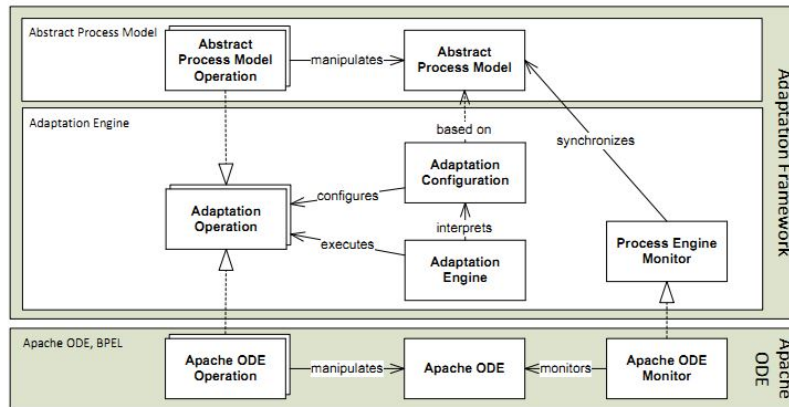 Abstract Process Model
Abstract
Process Model
Operation
manipulates
Abstract
Process Model
Adaptation Engine
based on
synchronizes
Adaptation
Configuration
configures
Adaptation
Operation
interprets
executes
Adaptation
Engine
Process Engine
Monitor
Adaptation Framework
Apache ODE, BPEL
Apache ODE
Operation
manipulates
Apache ODE
monitors
Apache ODE
Monitor
Apache
ODE